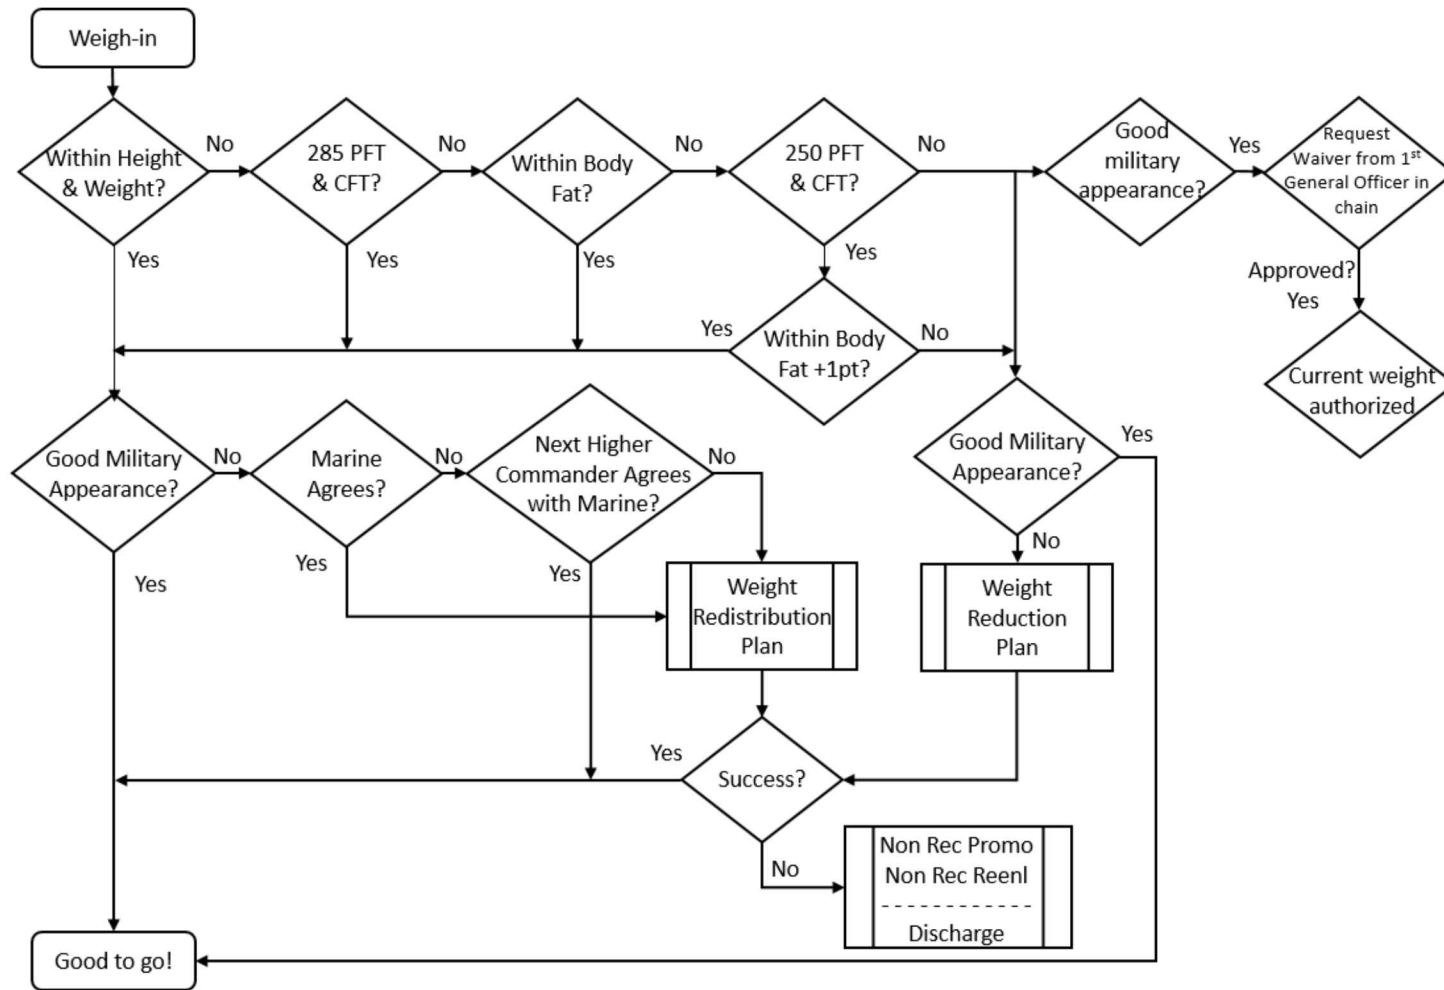 Weigh-in
Within Height
& Weight?
No
285 PFT
& CFT?
No
Within Body
Fat?
No
250 PFT
& CFT?
No
Good
military
appearance?
Yes
Request
Waiver from 1st
General Officer in
chain
Yes
Yes
Yes
Yes
Approved?
Yes
Yes
Within Body
Fat +1pt?
No
Current weight
authorized
Good Military
Appearance?
No
Marine
Agrees?
No
Next Higher
Commander Agrees
with Marine?
No
Good Military
Appearance?
Yes
Yes
Yes
Yes
No
Weight
Redistribution
Plan
Weight
Reduction
Plan
Yes
Success?
No
Non Rec Promo
Non Rec Reenl
- - - - - - - - - - - -
Discharge
Good to go!